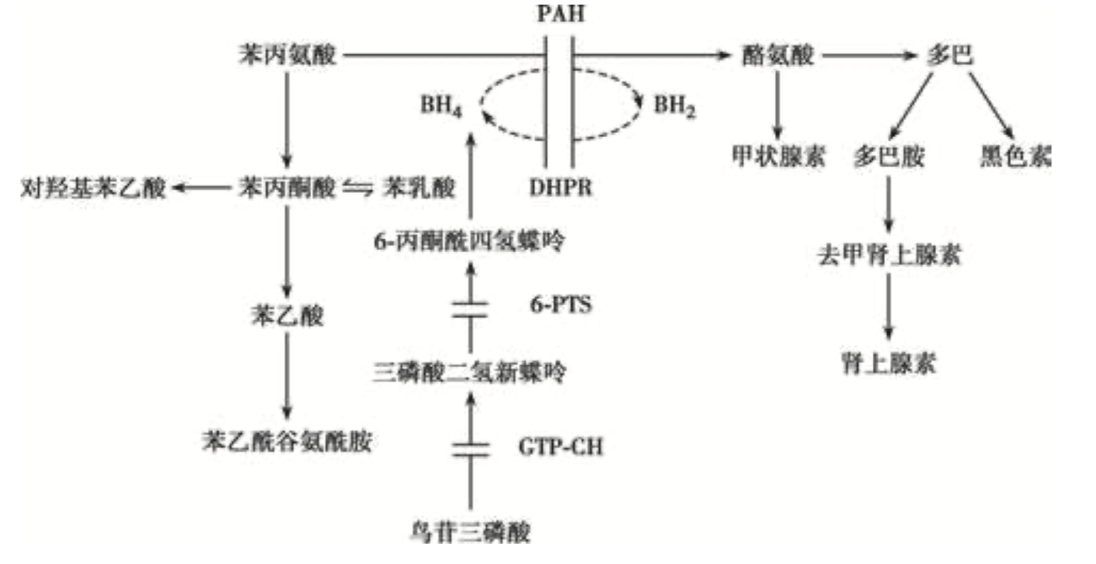 PAH
苯丙氨酸
酪氨酸
多巴
BH4
BH2
甲状腺素
多巴胺
黑色素
对羟基苯乙酸
苯丙酮酸
苯乳酸
DHPR
6-丙酮酰四氢蝶呤
去甲肾上腺素
苯乙酸
6-PTS
三磷酸二氢新蝶呤
肾上腺素
苯乙酰谷氨酰胺
GTP-CH
鸟苷三磷酸